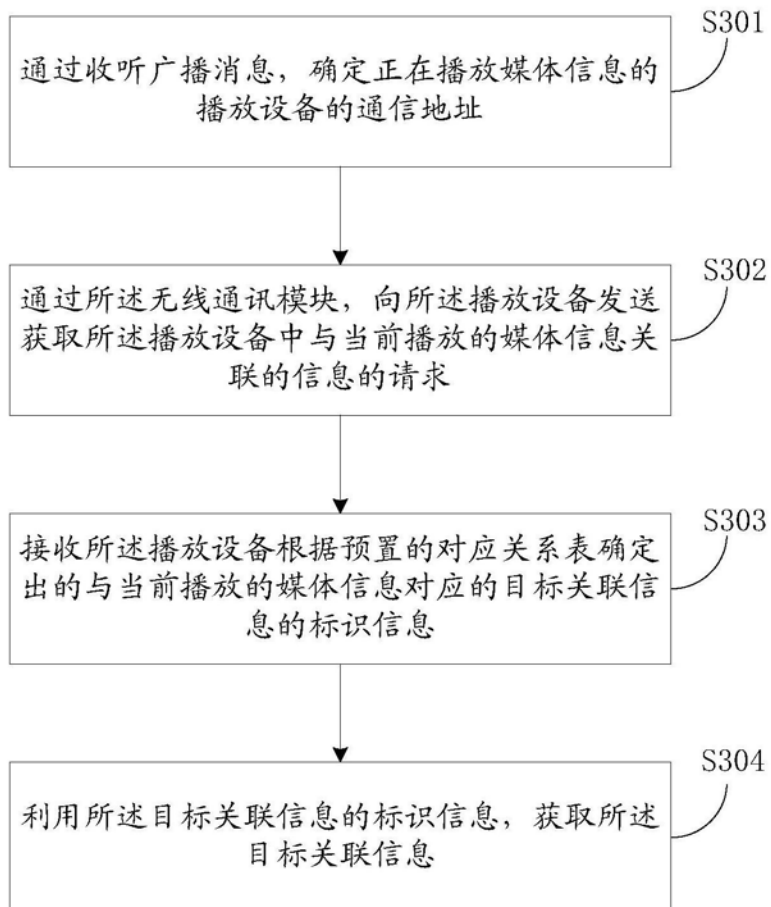 S301
通过收听广播消息，确定正在播放媒体信息的
播放设备的通信地址
S302
通过所述无线通讯模块，向所述播放设备发送
获取所述播放设备中与当前播放的媒体信息关
联的信息的请求
S303
接收所述播放设备根据预置的对应关系表确定
出的与当前播放的媒体信息对应的目标关联信
息的标识信息
S304
利用所述目标关联信息的标识信息，获取所述
目标关联信息